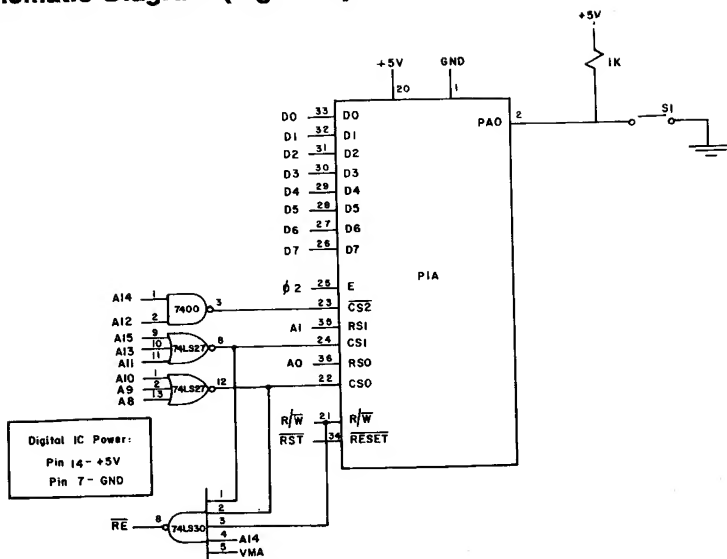 +5V
1K
+5V
GND
20
1
33
D0
D0
PA0
2
S1
D1
32
D1
D2
31
D2
D3
30
D3
D4
29
D4
D5
28
D5
D6
27
D6
D7
26
D7
PIA
ϕ2
25
E
A14
1
7400
3
23
CS2
A12
2
A1
35
RS1
A15
9
A13
10
74LS27
8
24
CS1
A11
11
A0
36
RS0
A10
1
A9
2
74LS27
12
22
CS0
A8
13
R/W
21
R/W
RST
34
RESET
Digital IC Power:
Pin 14 - +5V
Pin 7 - GND
1
2
RE
8
74LS30
3
4
A14
5
VMA